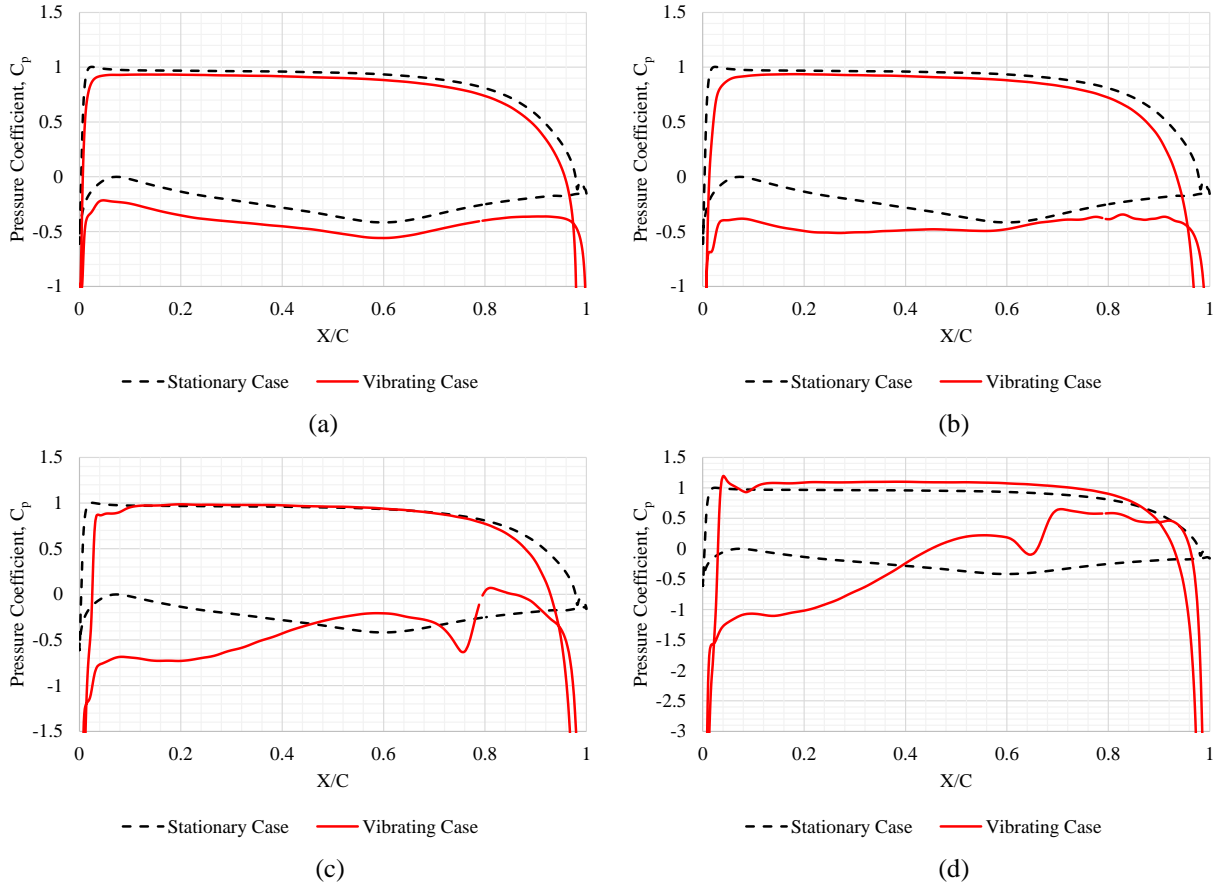 1.5
1
0.5
0
-0.5
-1
Pressure Coefficient, Cₚ
0 0.2 0.4 0.6 0.8 1
X/C
Stationary Case Vibrating Case
(a)
1.5
1
0.5
0
-0.5
-1
Pressure Coefficient, Cₚ
0 0.2 0.4 0.6 0.8 1
X/C
Stationary Case Vibrating Case
(b)
1.5
1
0.5
0
-0.5
-1
-1.5
Pressure Coefficient, Cₚ
0 0.2 0.4 0.6 0.8 1
X/C
Stationary Case Vibrating Case
(c)
1.5
1
0.5
0
-0.5
-1
-1.5
-2
-2.5
-3
Pressure Coefficient, Cₚ
0 0.2 0.4 0.6 0.8 1
X/C
Stationary Case Vibrating Case
(d)